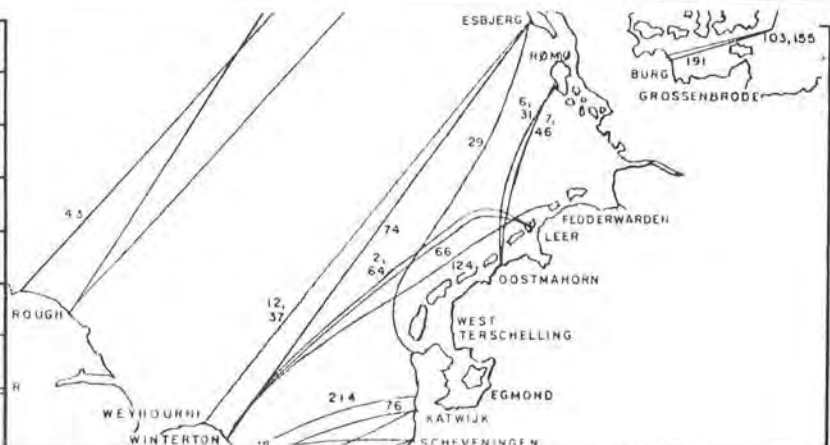 ESBJERG
RØMØ
103,155
191
BURG
GROSSENBRODE
6,
31,
7,
46
29
43
74
FEDDERWARDEN
LEER
2,
64
66
124,
OOSTMAHORN
12,
37
ROUGH
WEST
TERSCHELLING
R
214
EGMOND
76
WEYBOURNE
KATWIJK
WINTERTON
SCHEVENINGEN